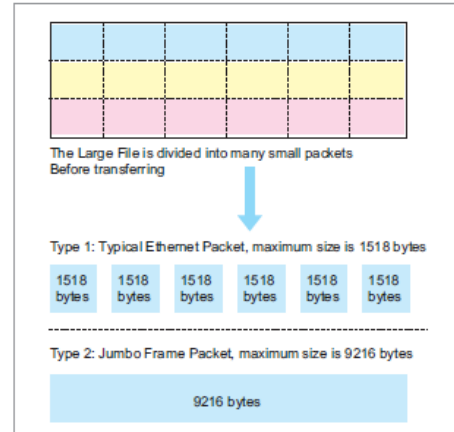 The Large File is divided into many small packets
Before transferring
Type 1: Typical Ethernet Packet, maximum size is 1518 bytes
1518 bytes
1518 bytes
1518 bytes
1518 bytes
1518 bytes
1518 bytes
Type 2: Jumbo Frame Packet, maximum size is 9216 bytes
9216 bytes